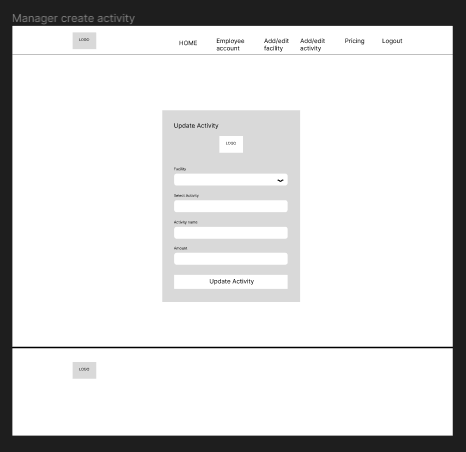 Manager create activity
LOGO
HOME
Employee
account
Add/edit
facility
Add/edit
activity
Pricing
Logout
Update Activity
LOGO
Facility
Select Activity
Activity name
Amount
Update Activity
LOGO